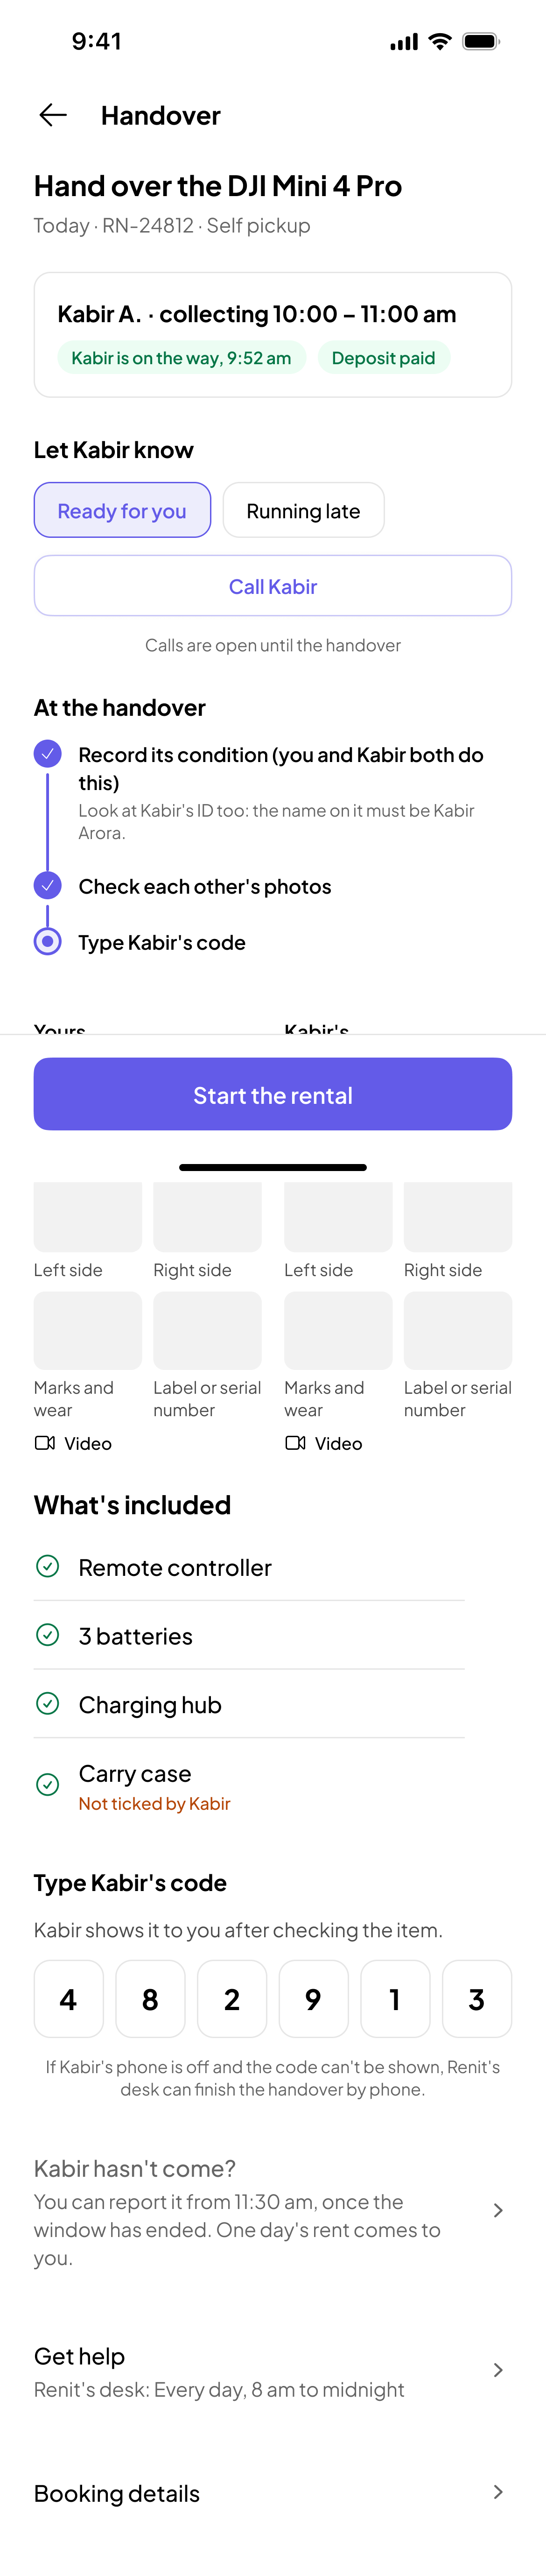 9:41
Handover
Hand over the DJI Mini 4 Pro
Today · RN-24812 · Self pickup
Kabir A. · collecting 10:00 – 11:00 am
Kabir is on the way, 9:52 am
Deposit paid
Let Kabir know
Ready for you
Running late
Call Kabir
Calls are open until the handover
At the handover
Record its condition (you and Kabir both do
this)
Look at Kabir's ID too: the name on it must be Kabir
Arora.
Check each other's photos
Type Kabir's code
Yours
Kabir's
Start the rental
Left side
Right side
Left side
Right side
Marks and
wear
Label or serial
number
Marks and
wear
Label or serial
number
Video
Video
What's included
Remote controller
3 batteries
Charging hub
Carry case
Not ticked by Kabir
Type Kabir's code
Kabir shows it to you after checking the item.
4 8 2 9 1 3
If Kabir's phone is off and the code can't be shown, Renit's
desk can finish the handover by phone.
Kabir hasn't come?
You can report it from 11:30 am, once the
window has ended. One day's rent comes to
you.
Get help
Renit's desk: Every day, 8 am to midnight
Booking details